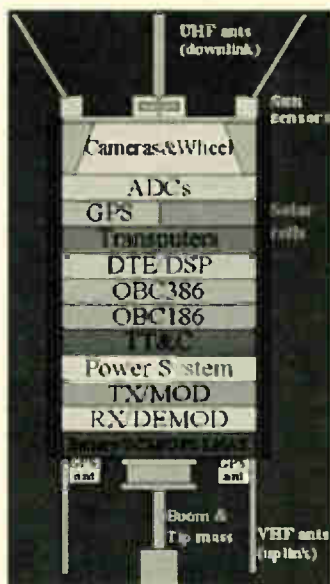 UHF ants
(downlink)
Sun
sensors
Cameras&Wheel
ADCs
GPS
Solar
cells
Transputers
DTE/DSP
OBC386
OBC186
TT&C
Power System
TX/MOD
RX/DEMOD
GPS
ant
GPS
ant
Boom &
Tip mass
VHF ants
(uplink)